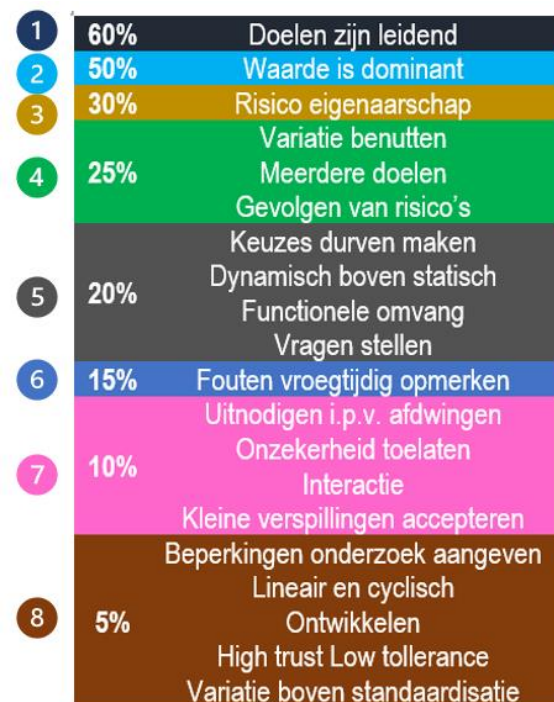 1 60% Doelen zijn leidend
2 50% Waarde is dominant
3 30% Risico eigenaarschap
Variatie benutten
4 25% Meerdere doelen
Gevolgen van risico's
Keuzes durven maken
Dynamisch boven statisch
5 20%
Functionele omvang
Vragen stellen
6 15% Fouten vroegtijdig opmerken
Uitnodigen i.p.v. afdwingen
Onzekerheid toelaten
7 10%
Interactie
Kleine verspillingen accepteren
Beperkingen onderzoek aangeven
Lineair en cyclisch
8 5% Ontwikkelen
High trust Low tollerance
Variatie boven standaardisatie